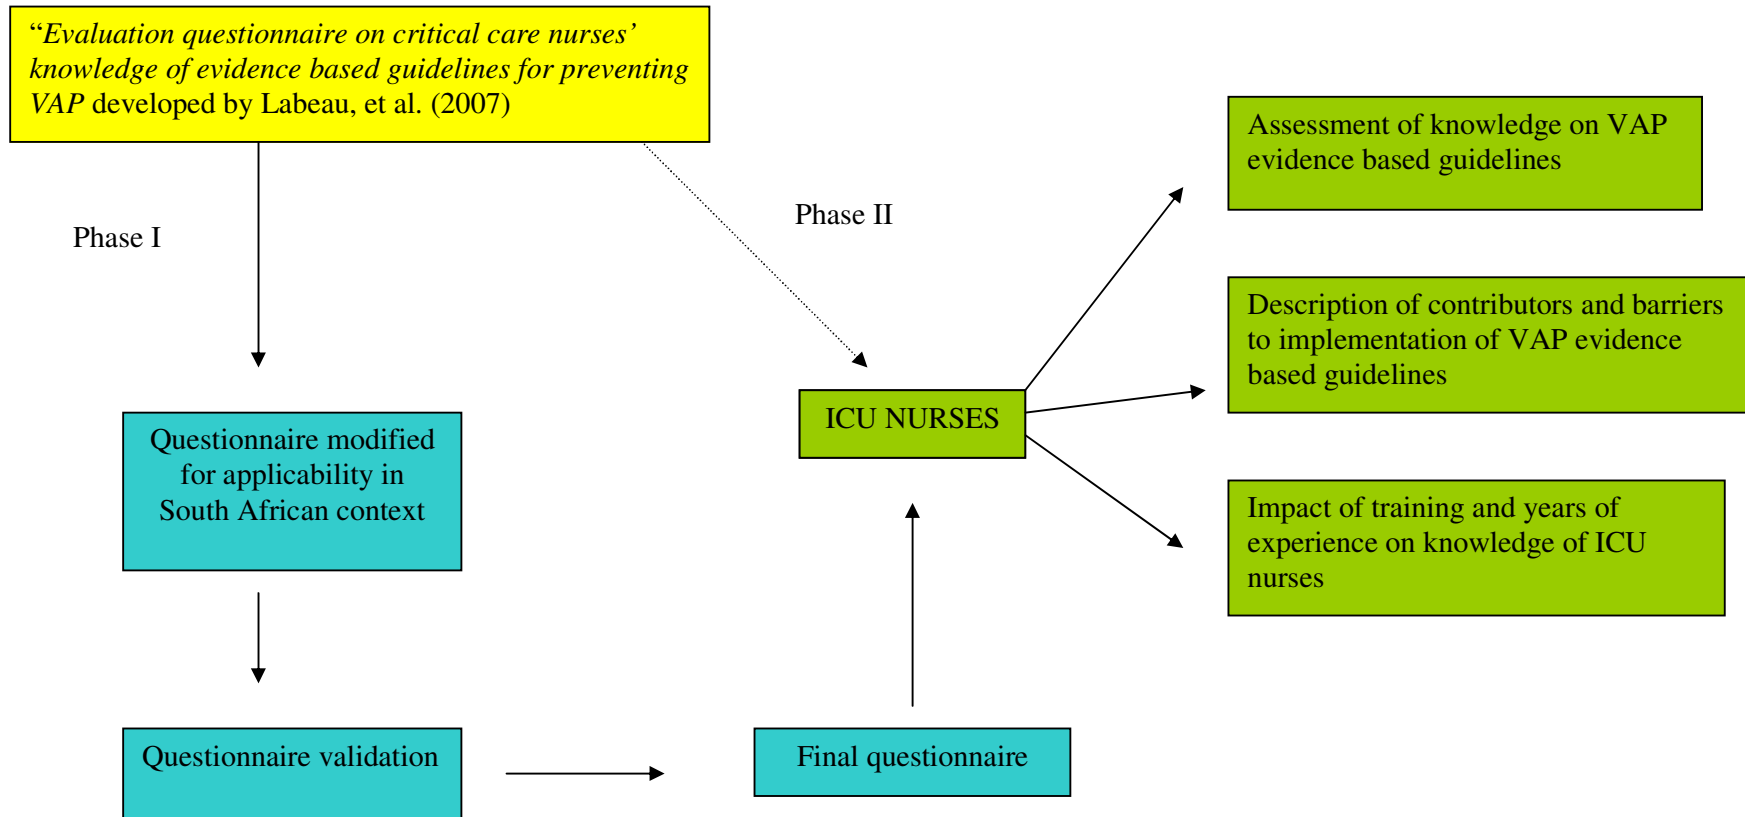 “Evaluation questionnaire on critical care nurses’
knowledge of evidence based guidelines for preventing
VAP developed by Labeau, et al. (2007)
Phase I
Phase II
Assessment of knowledge on VAP
evidence based guidelines
Description of contributors and barriers
to implementation of VAP evidence
based guidelines
ICU NURSES
Questionnaire modified
for applicability in
South African context
Impact of training and years of
experience on knowledge of ICU
nurses
Questionnaire validation
Final questionnaire